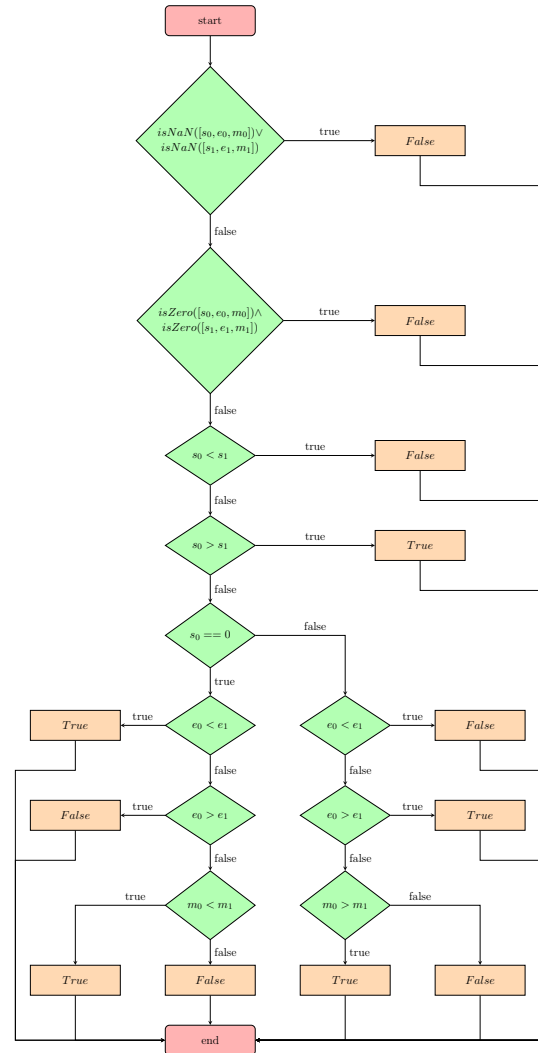 start
isNaN([s₀, e₀, m₀])∨
isNaN([s₁, e₁, m₁])
true
False
false
isZero([s₀, e₀, m₀])∧
isZero([s₁, e₁, m₁])
true
False
false
s₀ < s₁
true
False
false
s₀ > s₁
true
True
false
s₀ == 0
false
true
True
true
e₀ < e₁
e₀ < e₁
true
False
false
false
False
true
e₀ > e₁
e₀ > e₁
true
True
false
false
true
m₀ < m₁
m₀ > m₁
false
false
true
True
False
True
False
end